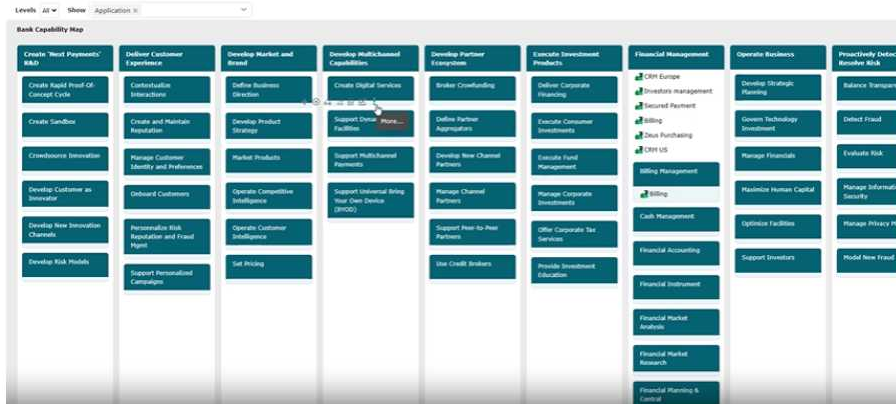 Levels All Show Application ×
Bank Capability Map
Create 'Next Payments'
R&D
Create Rapid Proof-Of-
Concept Cycle
Create Sandbox
Crowdsource Innovation
Develop Customer as
Innovator
Develop New Innovation
Channels
Develop Risk Models
Deliver Customer
Experience
Contextualize
Interactions
Create and Maintain
Reputation
Manage Customer
Identity and Preferences
Onboard Customers
Personnalize Risk
Reputation and Fraud
Mgmt
Support Personalized
Campaigns
Develop Market and
Brand
Define Business
Direction
Develop Product
Strategy
Market Products
Operate Competitive
Intelligence
Operate Customer
Intelligence
Set Pricing
Develop Multichannel
Capabilities
Create Digital Services
Support Dynam
Facilities
More...
Support Multichannel
Payments
Support Universal Bring
Your Own Device
(BYOD)
Develop Partner
Ecosystem
Broker Crowfunding
Define Partner
Aggregators
Develop New Channel
Partners
Manage Channel
Partners
Support Peer-to-Peer
Partners
Use Credit Brokers
Execute Investment
Products
Deliver Corporate
Financing
Execute Consumer
Investments
Execute Fund
Management
Manage Corporate
Investments
Offer Corporate Tax
Services
Provide Investment
Education
Financial Management
CRM Europe
Investors management
Secured Payment
Billing
Zeus Purchasing
CRM US
Billing Management
Billing
Cash Management
Financial Accounting
Financial Instrument
Financial Market
Analysis
Financial Market
Research
Financial Planning &
Control
Operate Business
Develop Strategic
Planning
Govern Technology
Investment
Manage Financials
Maximize Human Capital
Optimize Facilities
Support Investors
Proactively Detec
Resolve Risk
Balance Transpare
Detect Fraud
Evaluate Risk
Manage Informati
Security
Manage Privacy M
Model New Fraud